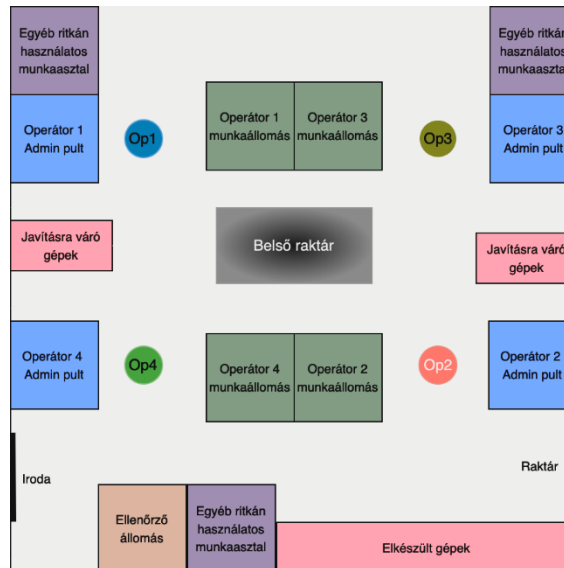 Egyéb ritkán
használatos
munkaasztal
Egyéb ritkán
használatos
munkaasztal
Operátor 1
Admin pult
Op1
Operátor 1
munkaállomás
Operátor 3
munkaállomás
Op3
Operátor 3
Admin pult
Javításra váró
gépek
Belső raktár
Javításra váró
gépek
Operátor 4
Admin pult
Op4
Operátor 4
munkaállomás
Operátor 2
munkaállomás
Op2
Operátor 2
Admin pult
Iroda
Raktár
Ellenőrző
állomás
Egyéb ritkán
használatos
munkaasztal
Elkészült gépek